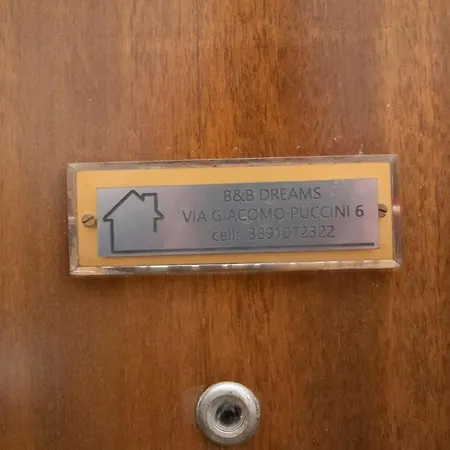 B&B DREAMS
VIA GIACOMO PUCCINI 6
cell: 3891072322